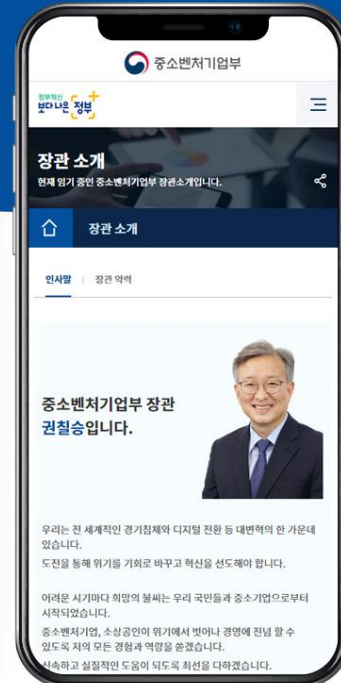 중소벤처기업부
정부혁신
보다나은 정부
장관 소개
현재 임기 중인 중소벤처기업부 장관소개입니다.
장관 소개
인사말 | 장관 약력
중소벤처기업부 장관
권칠승입니다.
우리는 전 세계적인 경기침체와 디지털 전환 등 대변혁의 한 가운데
있습니다.
도전을 통해 위기를 기회로 바꾸고 혁신을 선도해야 합니다.
어려운 시기마다 희망의 불씨는 우리 국민들과 중소기업으로부터
시작되었습니다.
중소벤처기업, 소상공인이 위기에서 벗어나 경영에 전념 할 수
있도록 저의 모든 경험과 역량을 쏟겠습니다.
신속하고 실질적인 도움이 되도록 최선을 다하겠습니다.